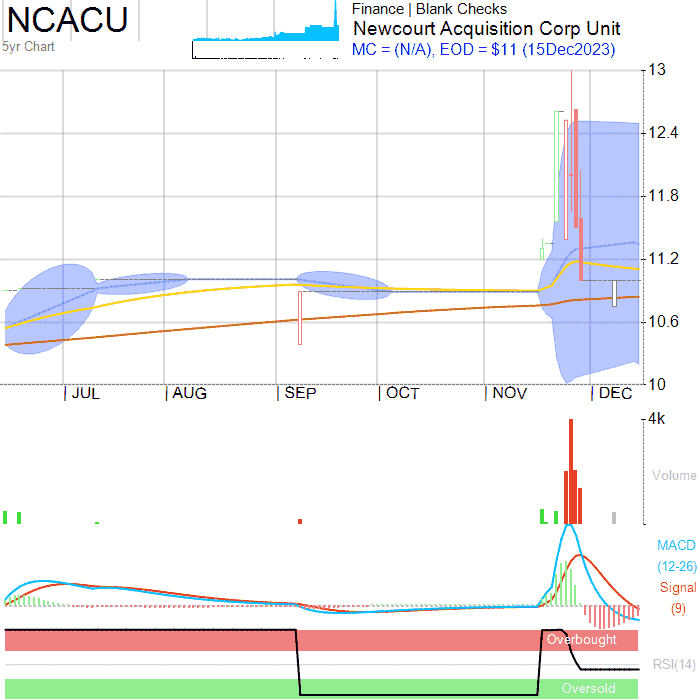 NCACU
5yr Chart
Finance | Blank Checks
Newcourt Acquisition Corp Unit
MC = (N/A), EOD = $11 (15Dec2023)
13
12.4
11.8
11.2
10.6
10
JUL AUG SEP OCT NOV DEC
4k
Volume
MACD
(12-26)
Signal
(9)
Overbought
RSI(14)
Oversold